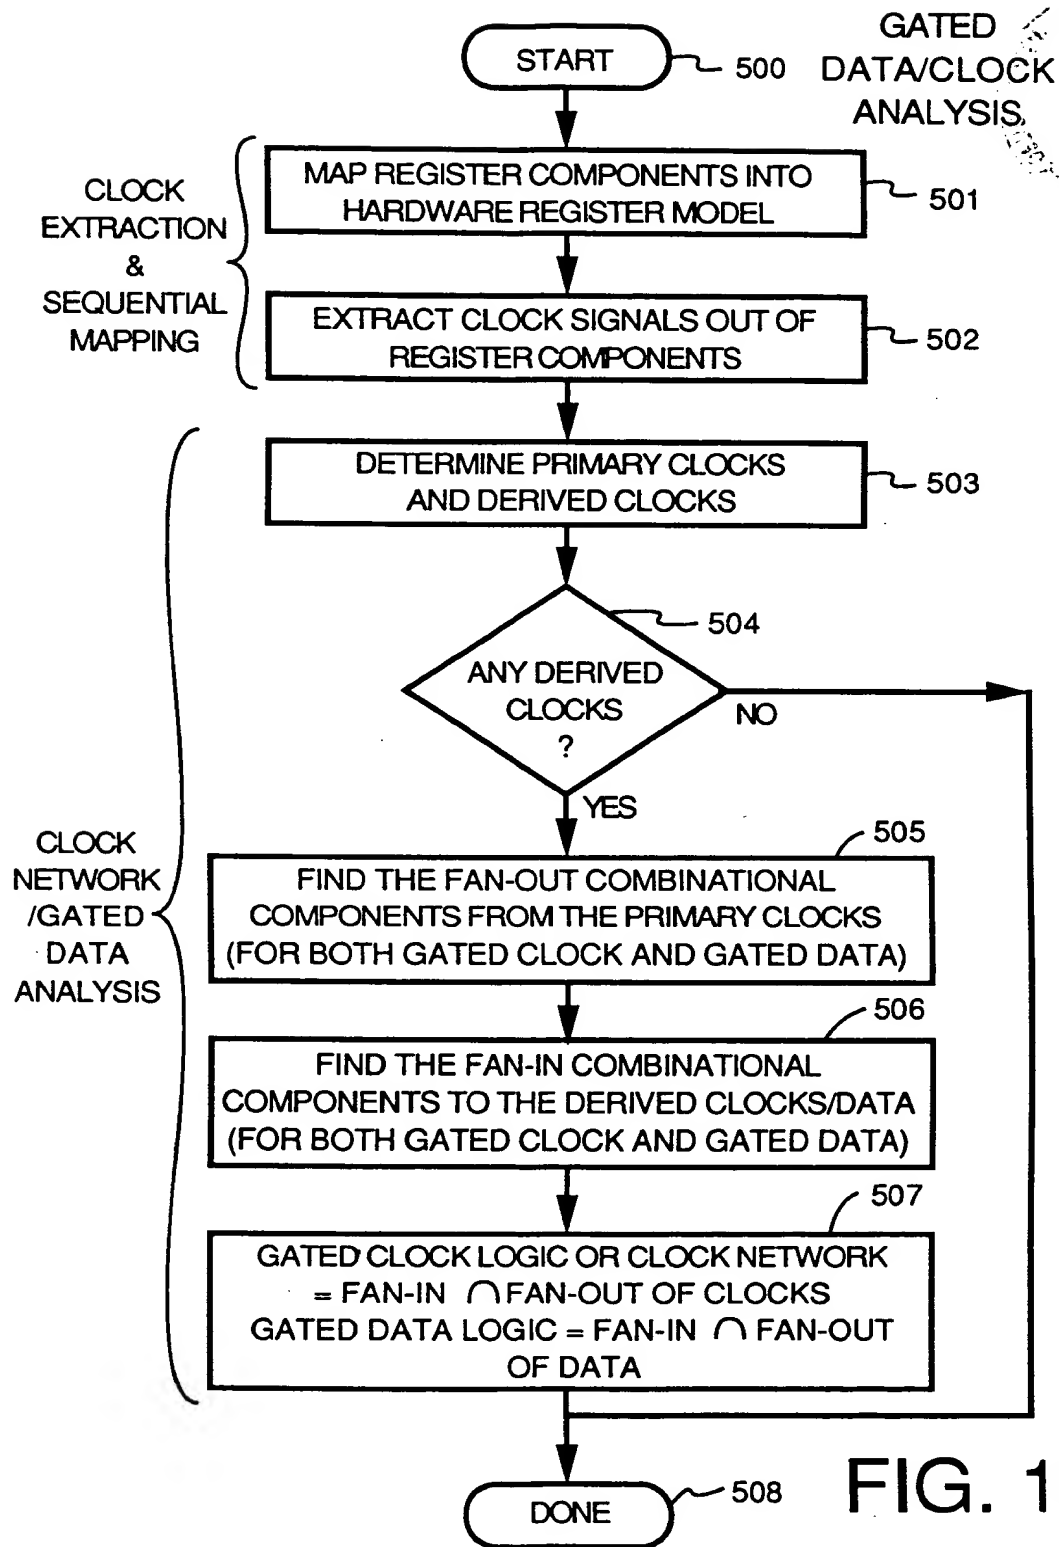 START
500
GATED
DATA/CLOCK
ANALYSIS
CLOCK
EXTRACTION
&
SEQUENTIAL
MAPPING
MAP REGISTER COMPONENTS INTO
HARDWARE REGISTER MODEL
501
EXTRACT CLOCK SIGNALS OUT OF
REGISTER COMPONENTS
502
DETERMINE PRIMARY CLOCKS
AND DERIVED CLOCKS
503
504
ANY DERIVED
CLOCKS
?
NO
YES
CLOCK
NETWORK
/GATED
DATA
ANALYSIS
505
FIND THE FAN-OUT COMBINATIONAL
COMPONENTS FROM THE PRIMARY CLOCKS
(FOR BOTH GATED CLOCK AND GATED DATA)
506
FIND THE FAN-IN COMBINATIONAL
COMPONENTS TO THE DERIVED CLOCKS/DATA
(FOR BOTH GATED CLOCK AND GATED DATA)
507
GATED CLOCK LOGIC OR CLOCK NETWORK
= FAN-IN ∩ FAN-OUT OF CLOCKS
GATED DATA LOGIC = FAN-IN ∩ FAN-OUT
OF DATA
DONE
508
FIG. 1